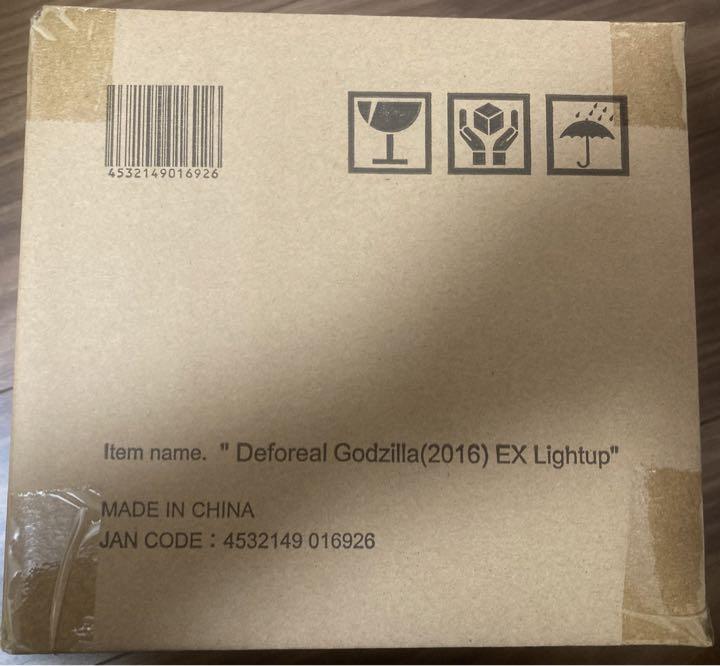 4532149016926
Item name. " Deforeal Godzilla(2016) EX Lightup"
MADE IN CHINA
JAN CODE : 4532149 016926